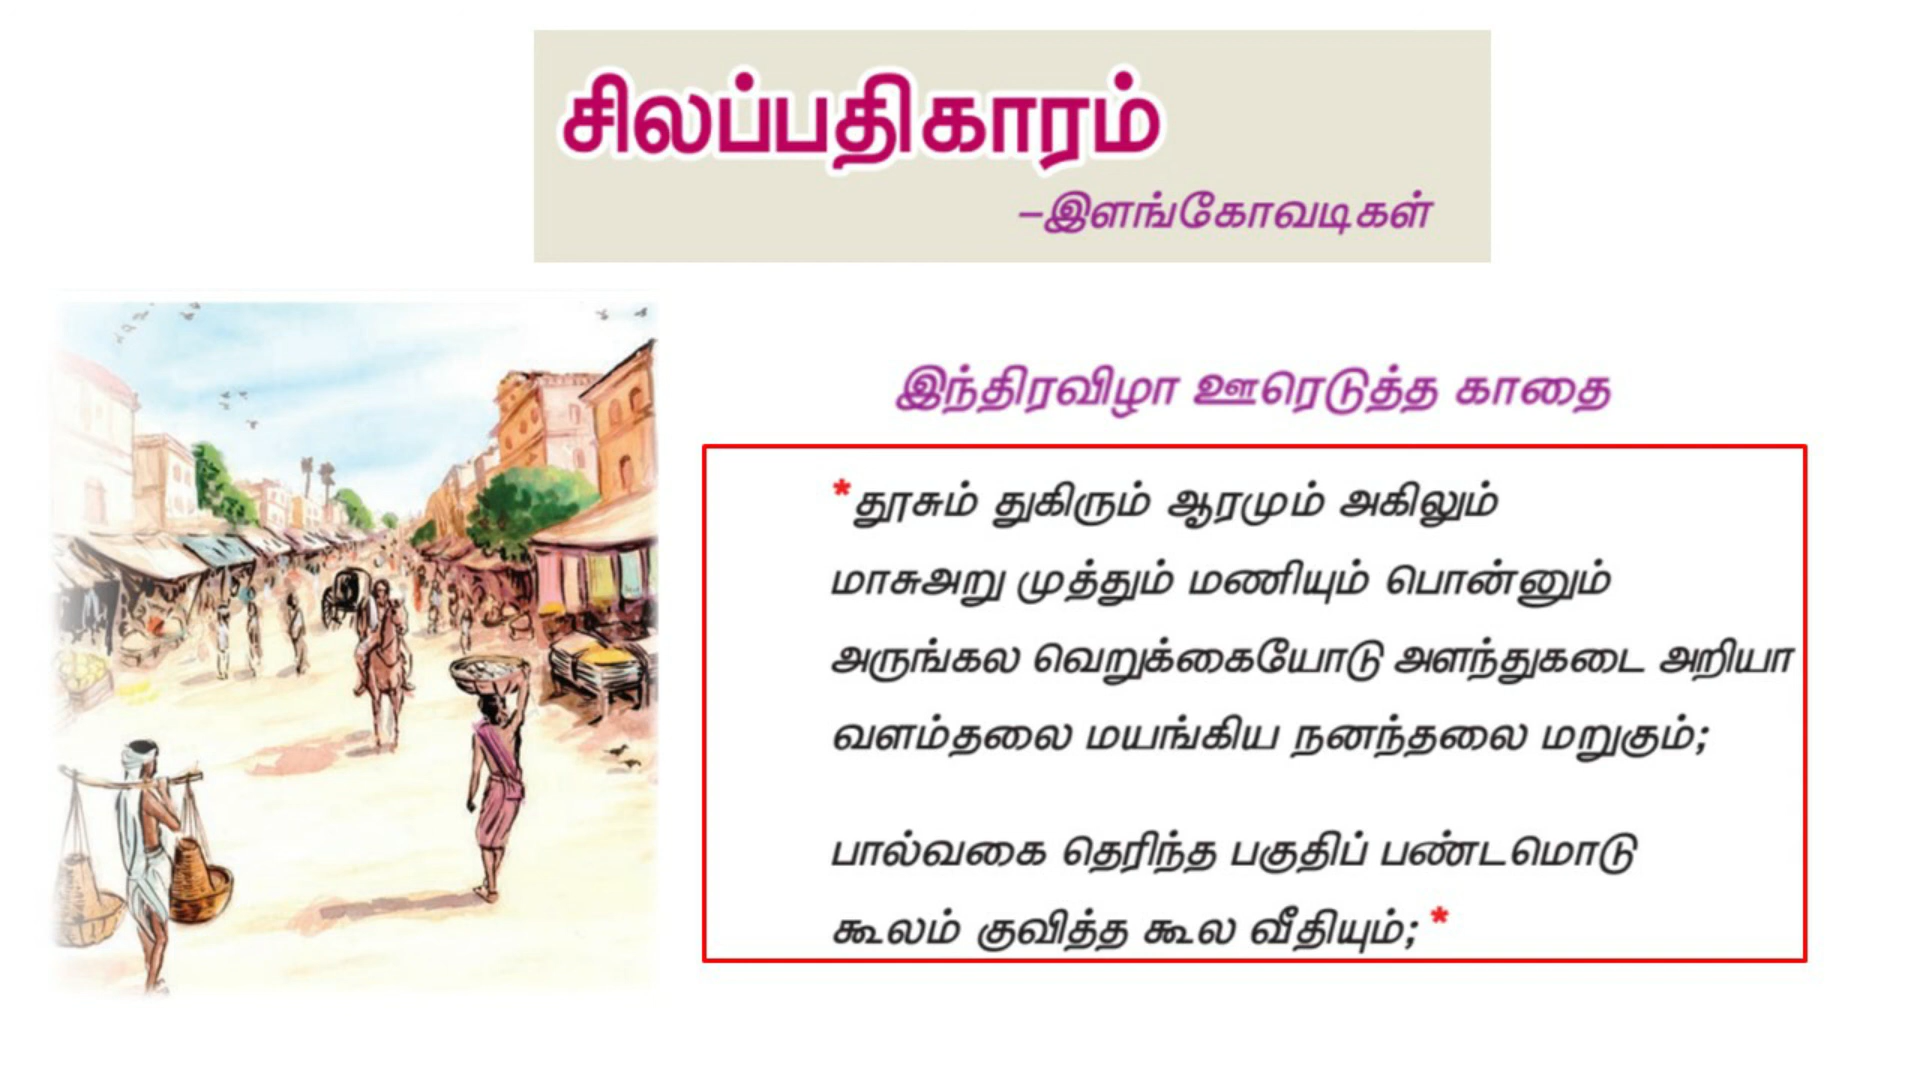 சிலப்பதிகாரம்
–இளங்கோவடிகள்
இந்திரவிழா ஊரெடுத்த காதை
*தூசும் துகிரும் ஆரமும் அகிலும்
மாசுஅறு முத்தும் மணியும் பொன்னும்
அருங்கல வெறுக்கையோடு அளந்துகடை அறியா
வளம்தலை மயங்கிய நனந்தலை மறுகும்;
பால்வகை தெரிந்த பகுதிப் பண்டமொடு
கூலம் குவித்த கூல வீதியும்; *